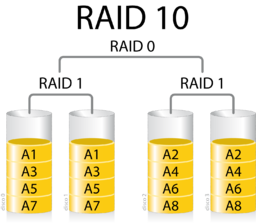 RAID 10
RAID 0
RAID 1 RAID 1
A1 A1 A2 A2
A3 A3 A4 A4
A5 A5 A6 A6
A7 A7 A8 A8